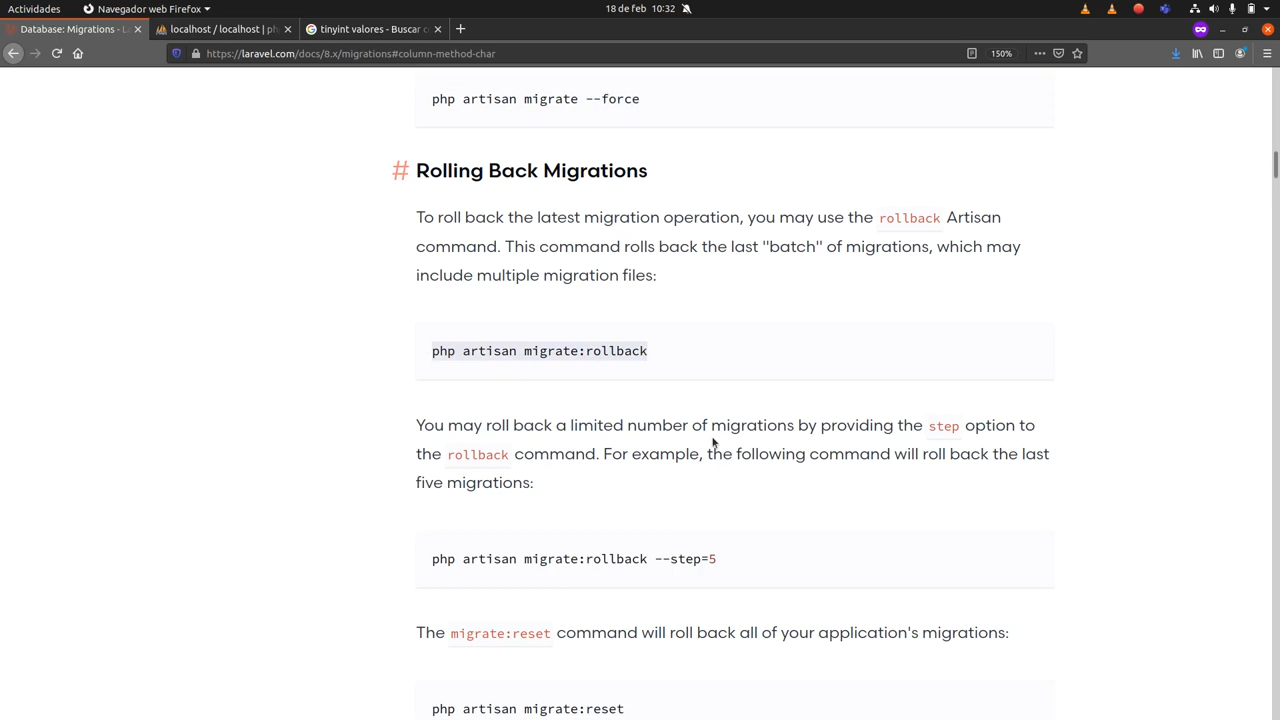 Actividades
Navegador web Firefox
18 de feb 10:32
Database: Migrations - La
localhost / localhost | ph
tinyint valores - Buscar c
https://laravel.com/docs/8.x/migrations#column-method-char
150%
php artisan migrate --force
# Rolling Back Migrations
To roll back the latest migration operation, you may use the rollback Artisan
command. This command rolls back the last "batch" of migrations, which may
include multiple migration files:
php artisan migrate:rollback
You may roll back a limited number of migrations by providing the step option to
the rollback command. For example, the following command will roll back the last
five migrations:
php artisan migrate:rollback --step=5
The migrate:reset command will roll back all of your application's migrations:
php artisan migrate:reset